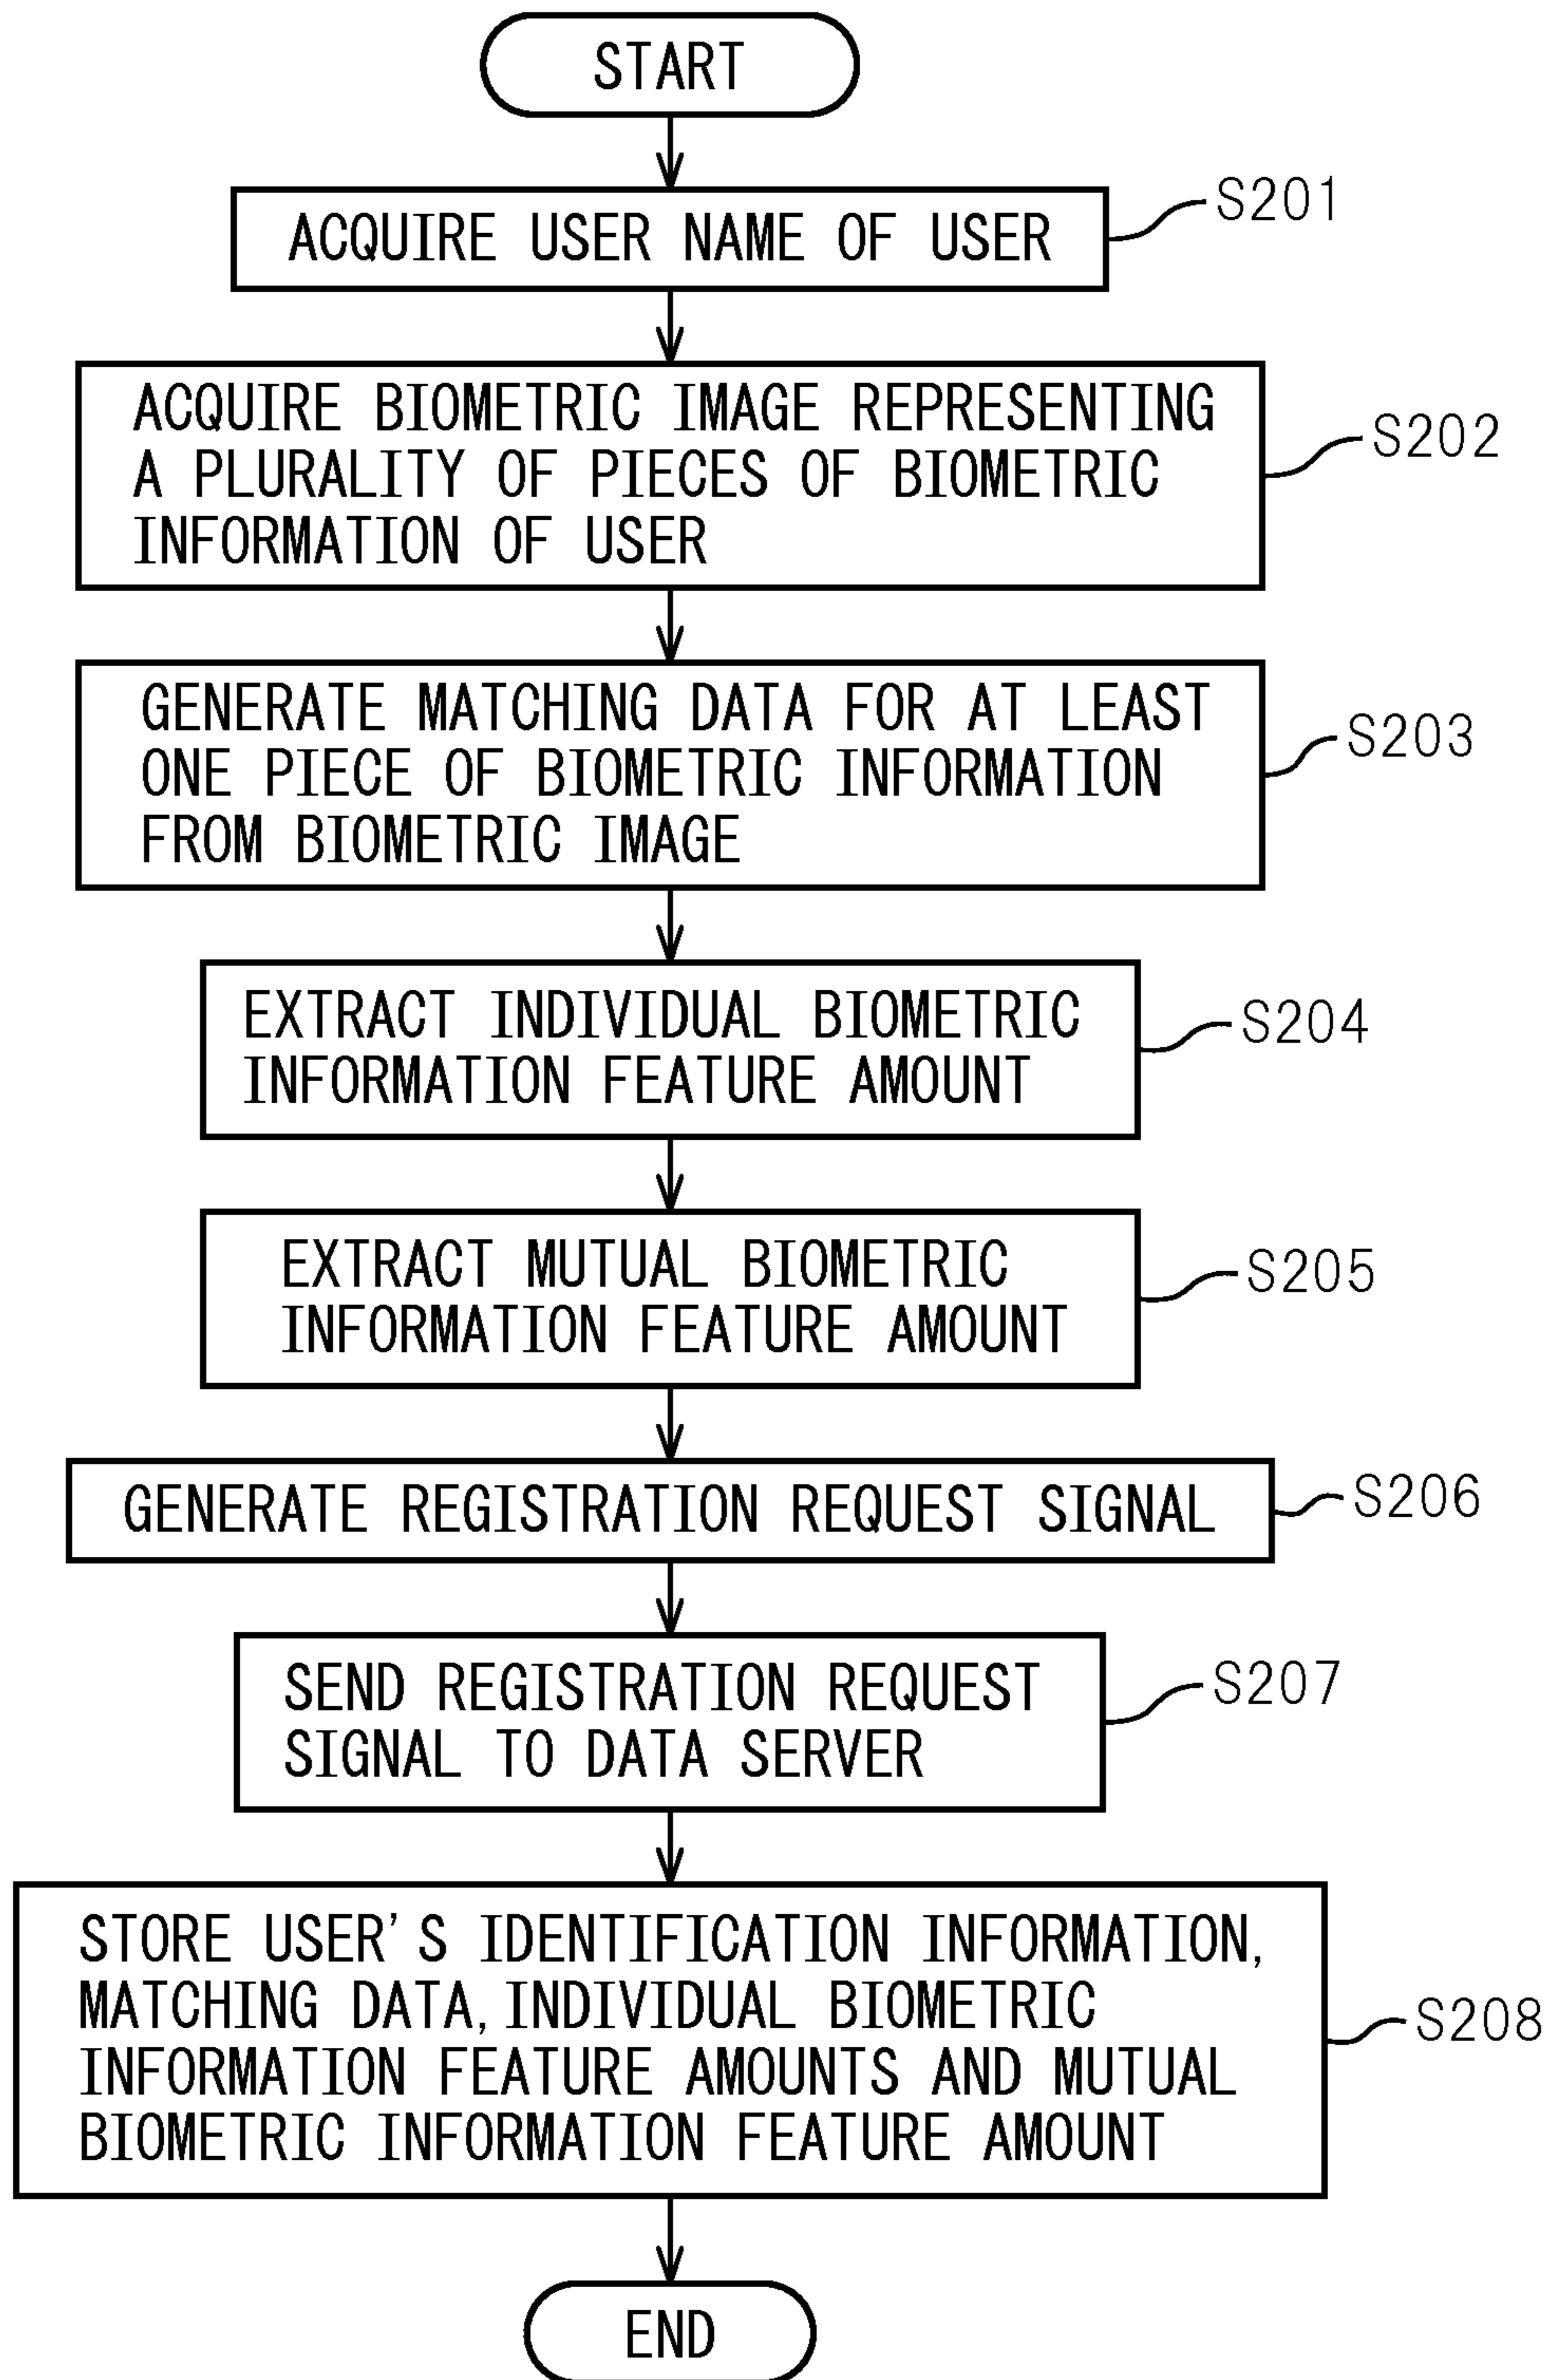 START
ACQUIRE USER NAME OF USER
S201
ACQUIRE BIOMETRIC IMAGE REPRESENTING
A PLURALITY OF PIECES OF BIOMETRIC
INFORMATION OF USER
S202
GENERATE MATCHING DATA FOR AT LEAST
ONE PIECE OF BIOMETRIC INFORMATION
FROM BIOMETRIC IMAGE
S203
EXTRACT INDIVIDUAL BIOMETRIC
INFORMATION FEATURE AMOUNT
S204
EXTRACT MUTUAL BIOMETRIC
INFORMATION FEATURE AMOUNT
S205
GENERATE REGISTRATION REQUEST SIGNAL
S206
SEND REGISTRATION REQUEST
SIGNAL TO DATA SERVER
S207
STORE USER'S IDENTIFICATION INFORMATION,
MATCHING DATA, INDIVIDUAL BIOMETRIC
INFORMATION FEATURE AMOUNTS AND MUTUAL
BIOMETRIC INFORMATION FEATURE AMOUNT
S208
END